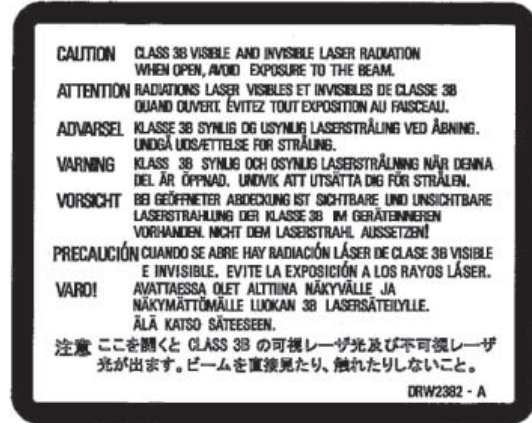 CAUTION CLASS 3B VISIBLE AND INVISIBLE LASER RADIATION
WHEN OPEN, AVOID EXPOSURE TO THE BEAM.
ATTENTION RADIATIONS LASER VISIBLES ET INVISIBLES DE CLASSE 3B
QUAND OUVERT. ÉVITEZ TOUT EXPOSITION AU FAISCEAU.
ADVARSEL KLASSE 3B SYNLIG OG USYNLIG LASERSTRÅLING VED ÅBNING.
UNDGÅ UDSÆTTELSE FOR STRÅLING.
VARNING KLASS 3B SYNLIG OCH OSYNLIG LASERSTRÅLNING NÄR DENNA
DEL ÄR ÖPPNAD. UNDVIK ATT UTSÄTTA DIG FÖR STRÅLEN.
VORSICHT BEI GEÖFFNETER ABDECKUNG IST SICHTBARE UND UNSICHTBARE
LASERSTRAHLUNG DER KLASSE 3B IM GERÄTEINNEREN
VORHANDEN. NICHT DEM LASERSTRAHL AUSSETZEN!
PRECAUCIÓN CUANDO SE ABRE HAY RADIACIÓN LÁSER DE CLASE 3B VISIBLE
E INVISIBLE. EVITE LA EXPOSICIÓN A LOS RAYOS LÁSER.
VARO! AVATTAESSA OLET ALTTIINA NÄKYVÄLLE JA
NÄKYMÄTTÖMÄLLE LUOKAN 3B LASERSÄTEILYLLE.
ÄLÄ KATSO SÄTEESEEN.
注意 ここを開くと CLASS 3B の可視レーザ光及び不可視レーザ
光が出ます。ビームを直接見たり、触れたりしないこと。
DRW2382 - A